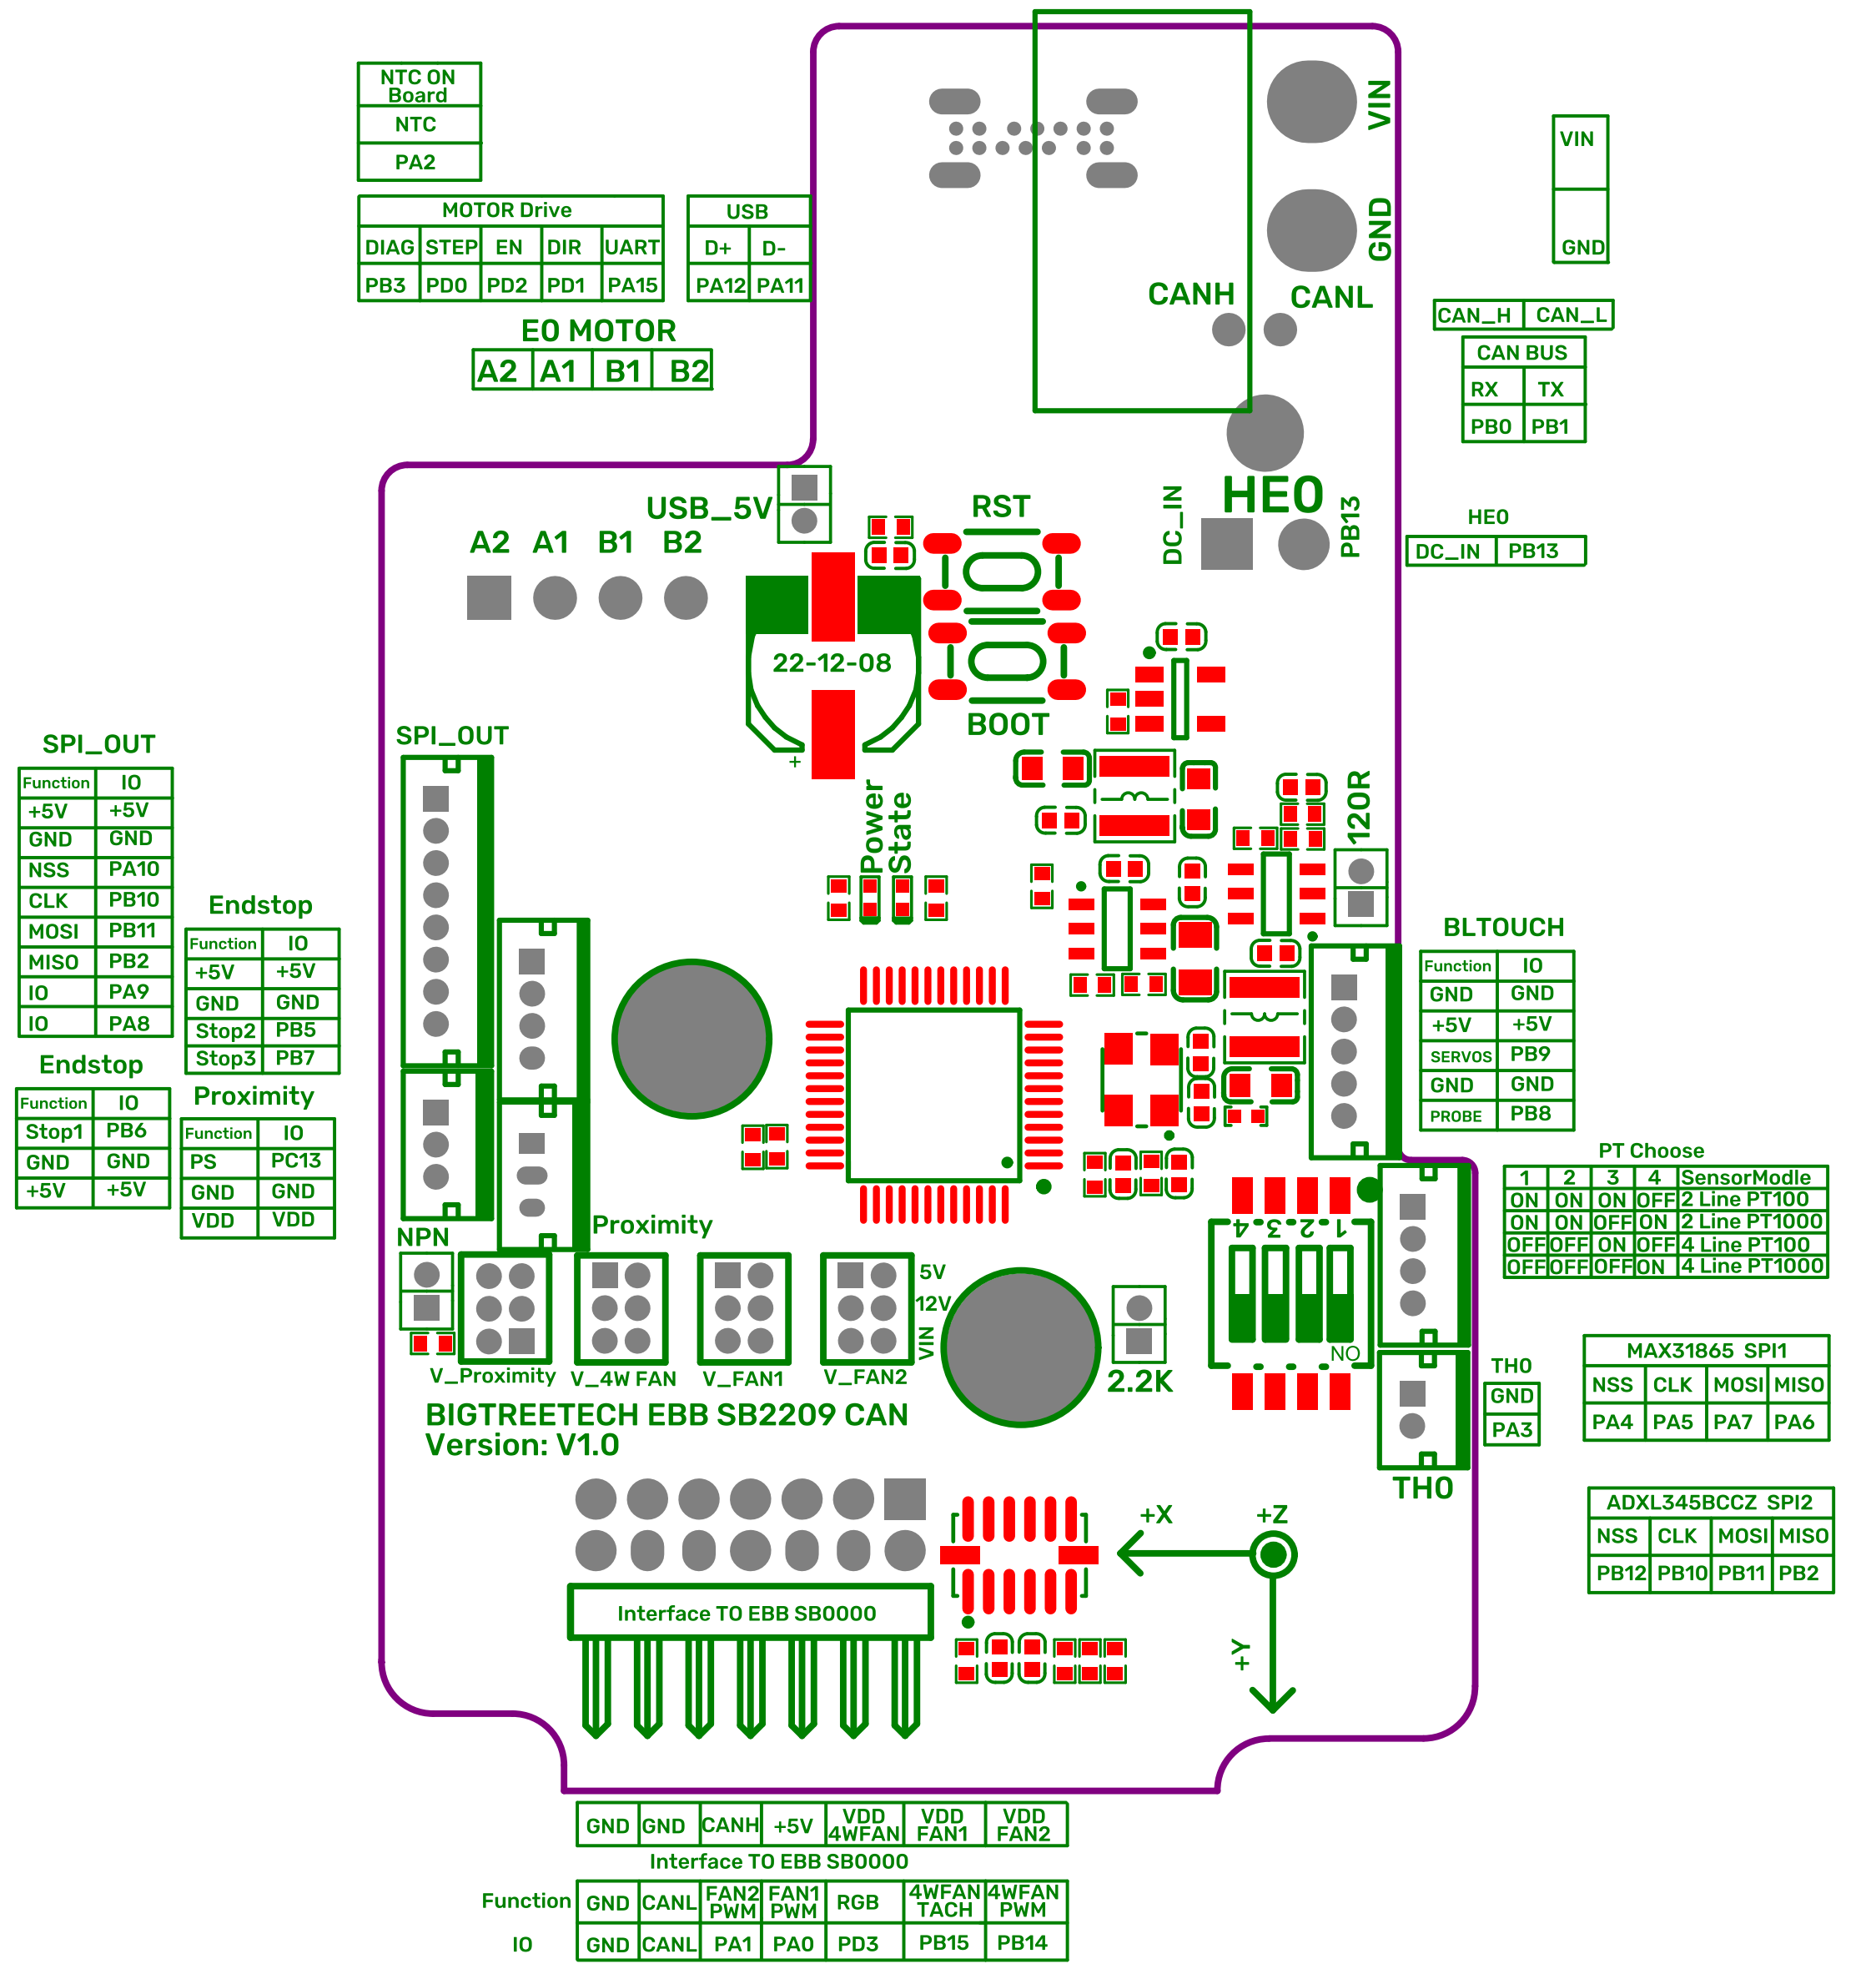 NTC ON
Board
NTC
PA2
MOTOR Drive
DIAG STEP EN DIR UART
PB3 PD0 PD2 PD1 PA15
USB
D+ D-
PA12 PA11
E0 MOTOR
A2 A1 B1 B2
VIN
GND
CANH CANL
VIN
GND
CAN_H CAN_L
CAN BUS
RX TX
PB0 PB1
HE0
DC_IN PB13
USB_5V
RST
DC_IN
HE0
PB13
A2 A1 B1 B2
22-12-08
+
BOOT
Power
State
120R
SPI_OUT
SPI_OUT
Function IO
+5V +5V
GND GND
NSS PA10
CLK PB10
MOSI PB11
MISO PB2
IO PA9
IO PA8
Endstop
Function IO
+5V +5V
GND GND
Stop2 PB5
Stop3 PB7
Endstop
Function IO
Stop1 PB6
GND GND
+5V +5V
Proximity
Function IO
PS PC13
GND GND
VDD VDD
BLTOUCH
Function IO
GND GND
+5V +5V
SERVOS PB9
GND GND
PROBE PB8
PT Choose
1 2 3 4 SensorModle
ON ON ON OFF 2 Line PT100
ON ON OFF ON 2 Line PT1000
OFF OFF ON OFF 4 Line PT100
OFF OFF OFF ON 4 Line PT1000
NPN
Proximity
5V
12V
VIN
V_Proximity
V_4W FAN
V_FAN1
V_FAN2
4 3 2 1
ON
2.2K
BIGTREETECH EBB SB2209 CAN
Version: V1.0
TH0
TH0
GND
PA3
MAX31865 SPI1
NSS CLK MOSI MISO
PA4 PA5 PA7 PA6
ADXL345BCCZ SPI2
NSS CLK MOSI MISO
PB12 PB10 PB11 PB2
+X
+Z
+Y
Interface TO EBB SB0000
GND GND CANH +5V VDD 4WFAN VDD FAN1 VDD FAN2
Interface TO EBB SB0000
Function GND CANL FAN2 PWM FAN1 PWM RGB 4WFAN TACH 4WFAN PWM
IO GND CANL PA1 PA0 PD3 PB15 PB14